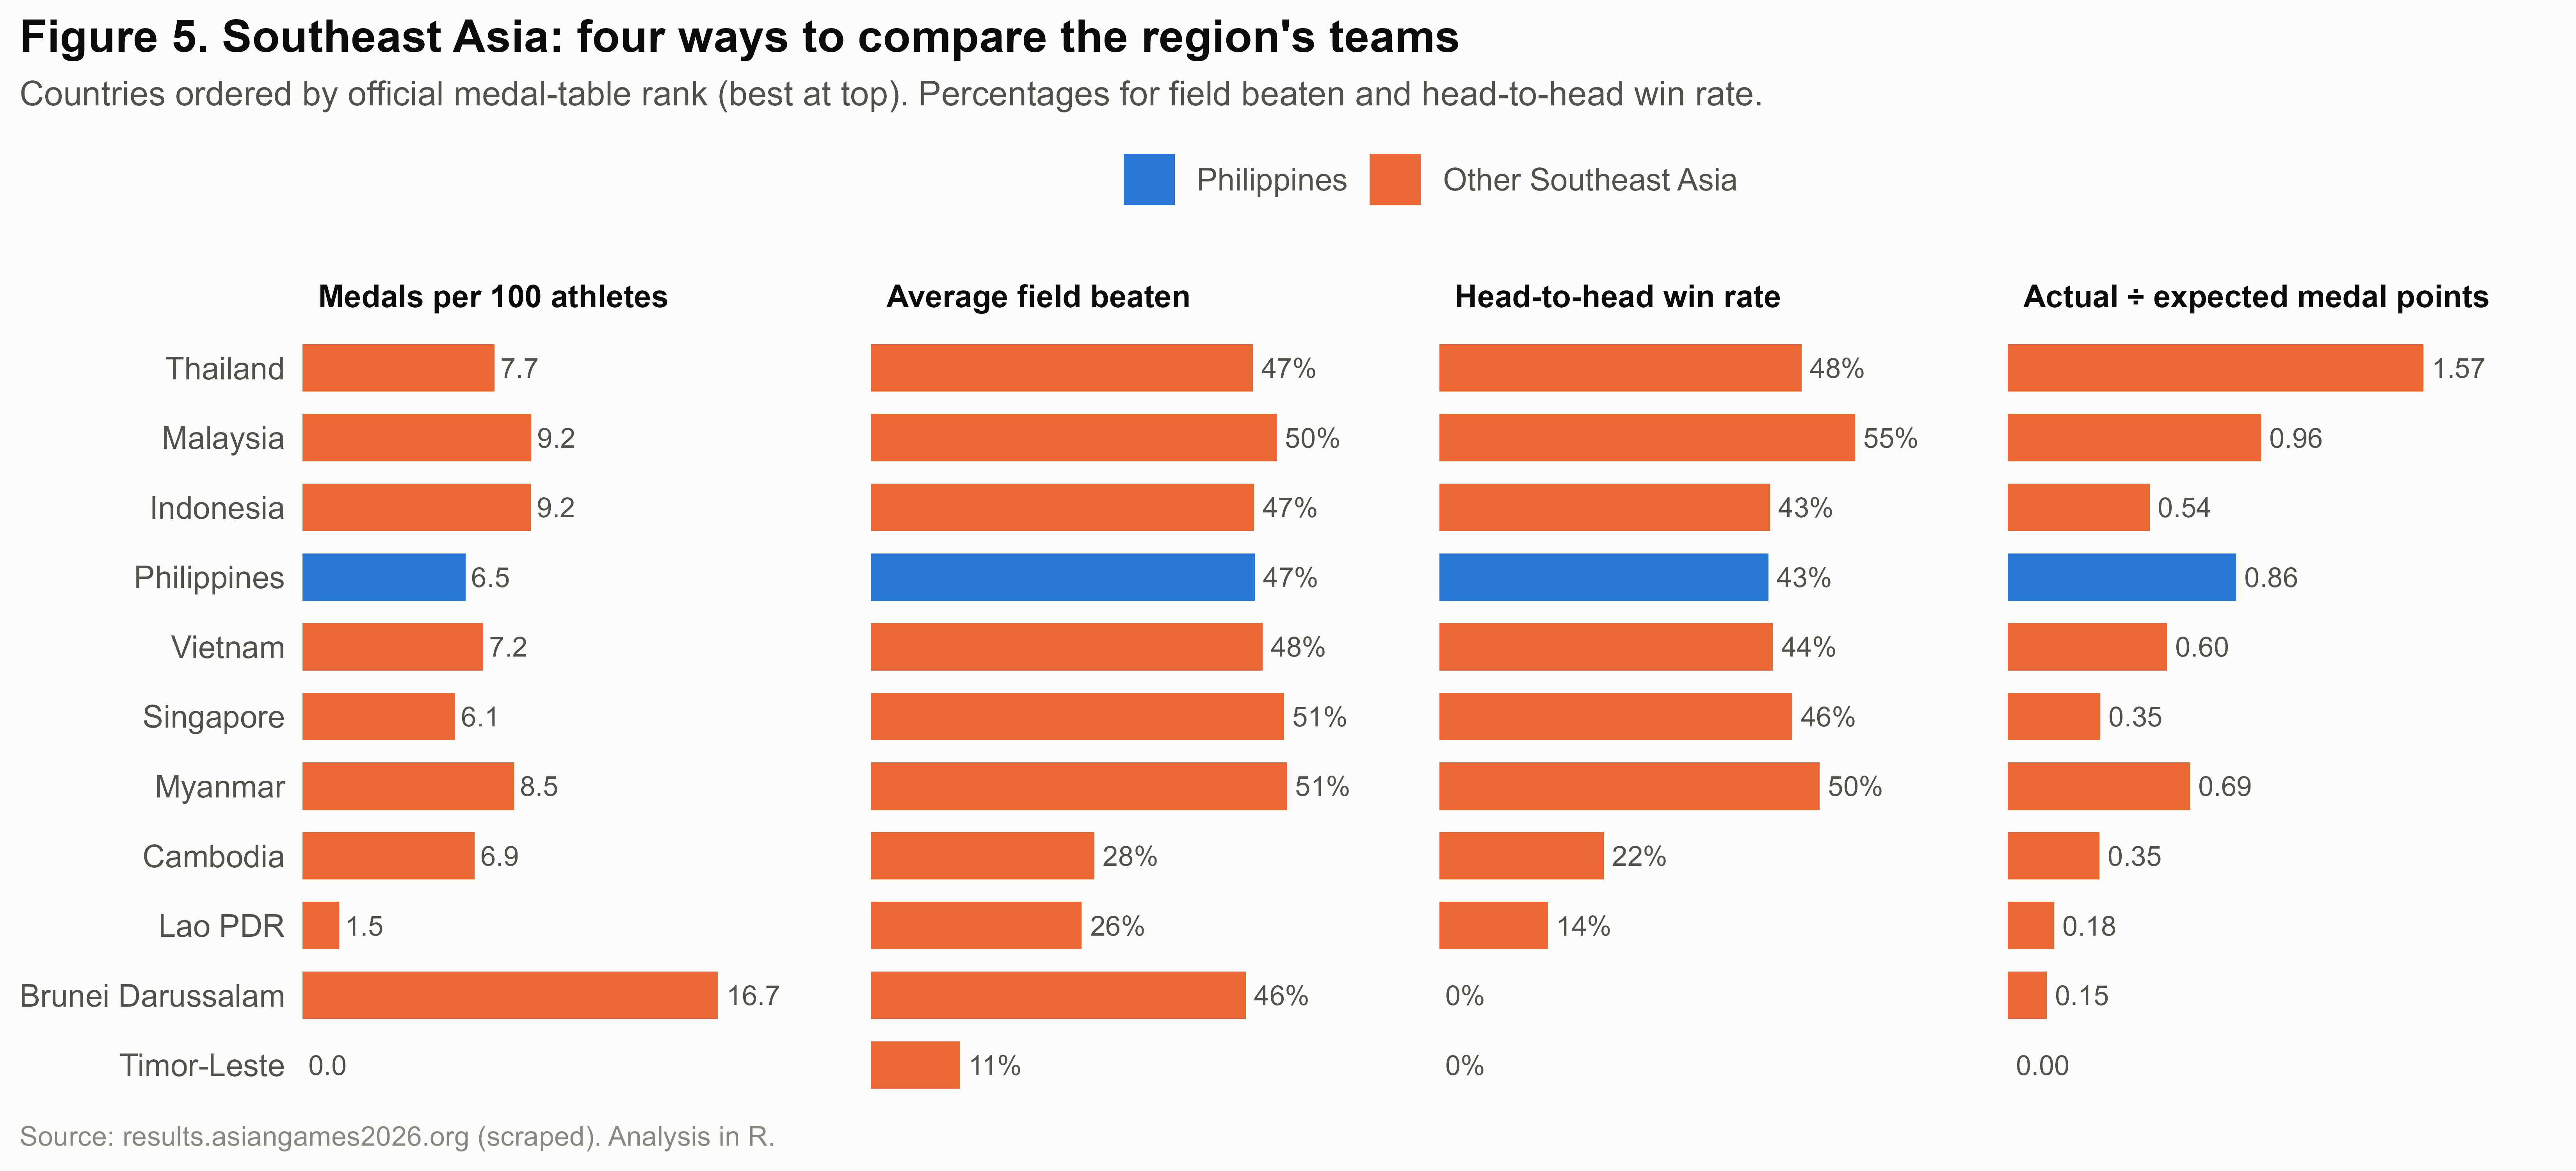 Figure 5. Southeast Asia: four ways to compare the region's teams
Countries ordered by official medal-table rank (best at top). Percentages for field beaten and head-to-head win rate.
Philippines Other Southeast Asia
Medals per 100 athletes Average field beaten Head-to-head win rate Actual ÷ expected medal points
Thailand 7.7 47% 48% 1.57
Malaysia 9.2 50% 55% 0.96
Indonesia 9.2 47% 43% 0.54
Philippines 6.5 47% 43% 0.86
Vietnam 7.2 48% 44% 0.60
Singapore 6.1 51% 46% 0.35
Myanmar 8.5 51% 50% 0.69
Cambodia 6.9 28% 22% 0.35
Lao PDR 1.5 26% 14% 0.18
Brunei Darussalam 16.7 46% 0% 0.15
Timor-Leste 0.0 11% 0% 0.00
Source: results.asiangames2026.org (scraped). Analysis in R.